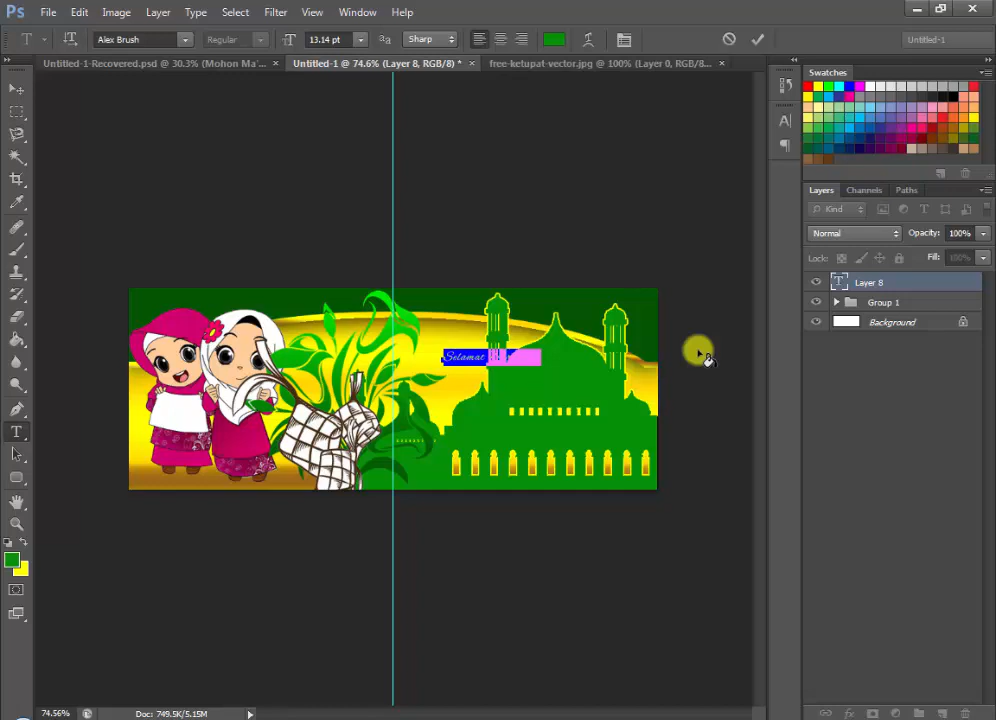 Ps File Edit Image Layer Type Select Filter View Window Help
T Alex Brush Regular 13.14 pt Sharp Untitled-1
Untitled-1-Recovered.psd @ 30.3% (Mohon Ma'... × Untitled-1 @ 74.6% (Layer 8, RGB/8) * × free-ketupat-vector.jpg @ 100% (Layer 0, RGB/8... ×
Swatches
Layers Channels Paths
Kind
Normal Opacity: 100%
Lock: Fill: 100%
Layer 8
Group 1
Background
Selamat
74.56% Doc: 749.5K/5.15M